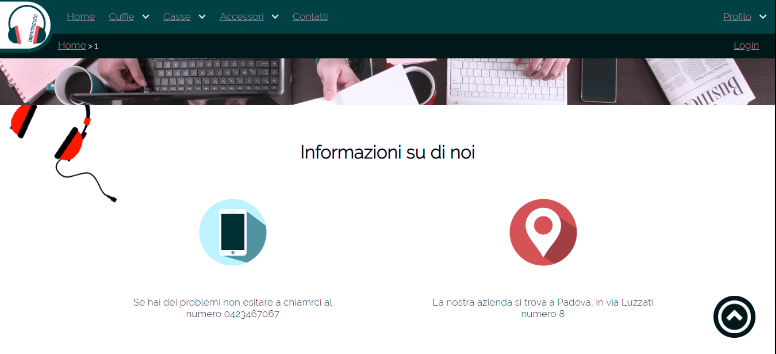 Home Cuffie Casse Accessori Contatti Profilo
Home > 1 Login
Informazioni su di noi
Se hai dei problemi non esitare a chiamrci al
numero 0423467067
La nostra azienda si trova a Padova, in via Luzzati
numero 8